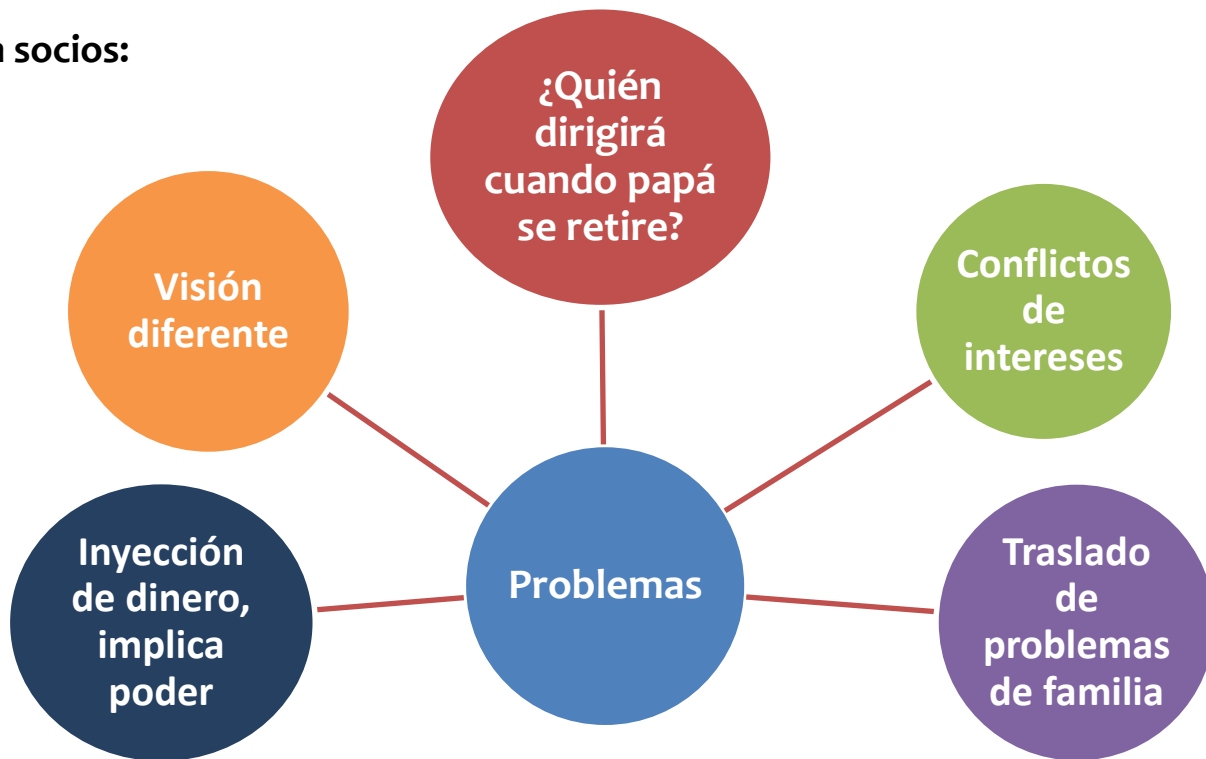 socios:
¿Quién
dirigirá
cuando papá
se retire?
Visión
diferente
Conflictos
de
intereses
Inyección
de dinero,
implica
poder
Problemas
Traslado
de
problemas
de familia